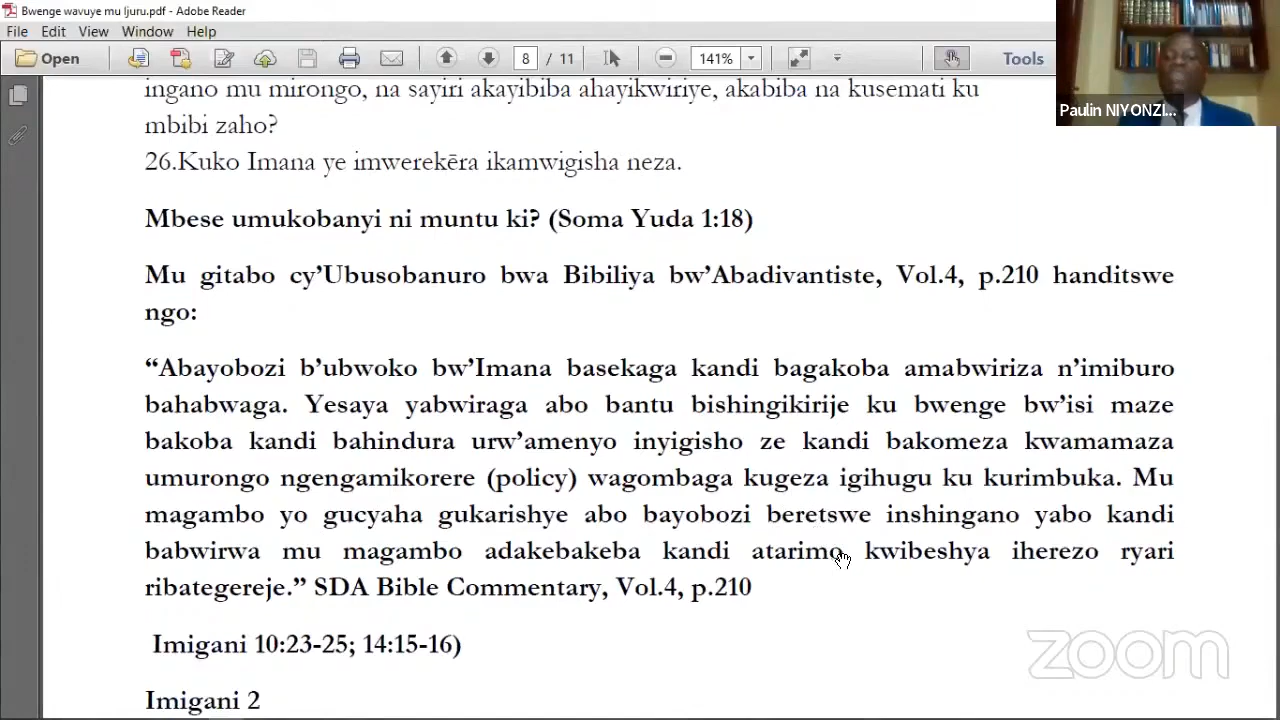 Bwenge wavuye mu Ijuru.pdf - Adobe Reader
File Edit View Window Help
Open 8 / 11 141% Tools
Paulin NIYONZI...
ingano mu mirongo, na sayiri akayibiba ahayikwiriye, akabiba na kusemati ku
mbibi zaho?
26.Kuko Imana ye imwerekēra ikamwigisha neza.
Mbese umukobanyi ni muntu ki? (Soma Yuda 1:18)
Mu gitabo cy’Ubusobanuro bwa Bibiliya bw’Abadivantiste, Vol.4, p.210 handitswe
ngo:
“Abayobozi b’ubwoko bw’Imana basekaga kandi bagakoba amabwiriza n’imiburo
bahabwaga. Yesaya yabwiraga abo bantu bishingikirije ku bwenge bw’isi maze
bakoba kandi bahindura urw’amenyo inyigisho ze kandi bakomeza kwamamaza
umurongo ngengamikorere (policy) wagombaga kugeza igihugu ku kurimbuka. Mu
magambo yo gucyaha gukarishye abo bayobozi beretswe inshingano yabo kandi
babwirwa mu magambo adakebakeba kandi atarimo kwibeshya iherezo ryari
ribategereje.” SDA Bible Commentary, Vol.4, p.210
Imigani 10:23-25; 14:15-16)
Imigani 2
zoom